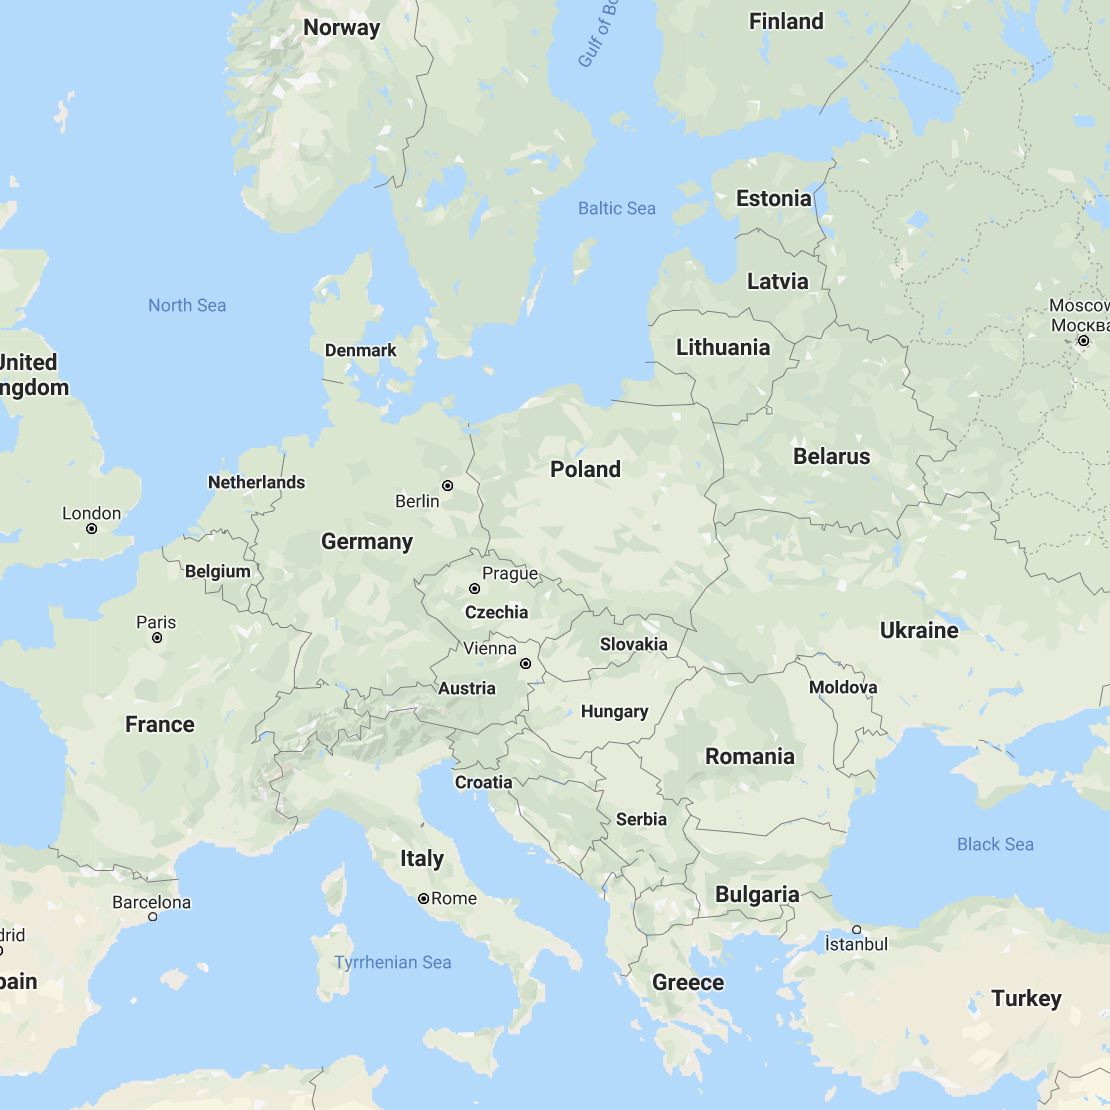 Norway
Finland
Gulf of Bo
Estonia
Baltic Sea
Latvia
North Sea
Moscow
Москва
Lithuania
Denmark
United
ngdom
Belarus
Poland
Netherlands
Berlin
London
Germany
Belgium
Prague
Czechia
Paris
Ukraine
Slovakia
Vienna
Austria
Moldova
Hungary
France
Romania
Croatia
Serbia
Black Sea
Italy
Bulgaria
Rome
Barcelona
drid
İstanbul
Tyrrhenian Sea
pain
Greece
Turkey